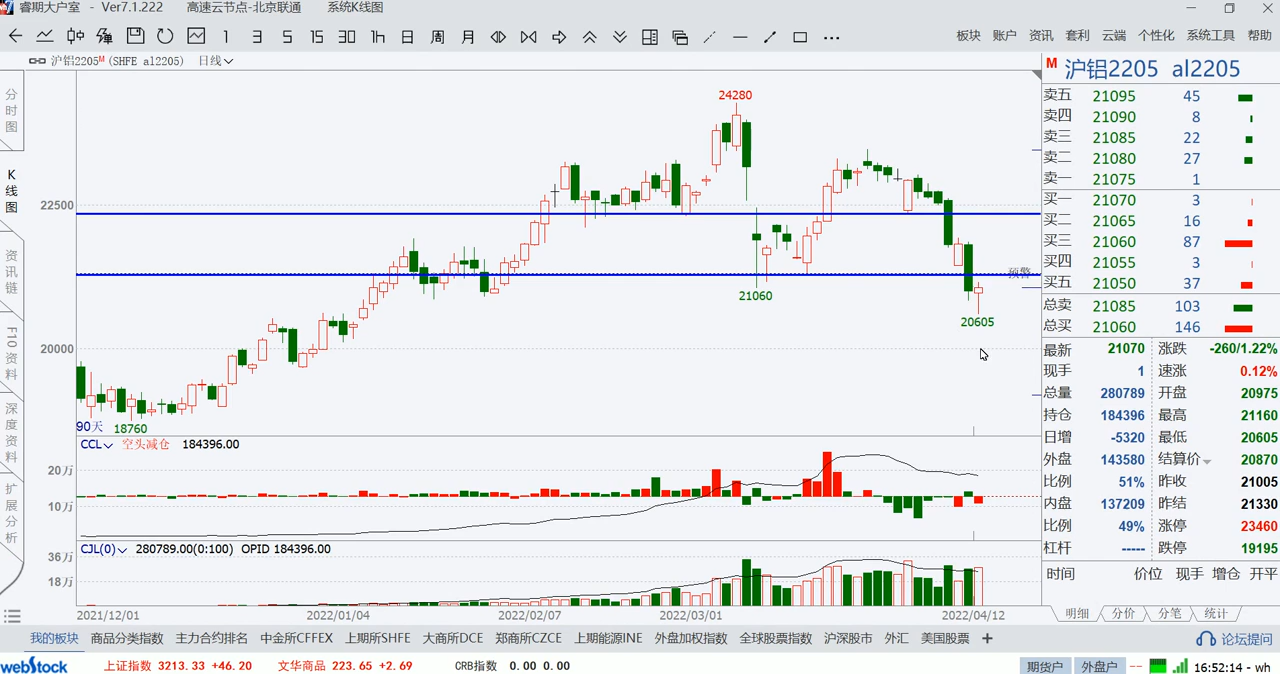 睿期大户室 - Ver7.1.222 高速云节点-北京联通 系统K线图
1 3 5 15 30 1h 日 周 月 板块 账户 资讯 套利 云端 个性化 系统工具 帮助
沪铝2205M (SHFE al2205) 日线
M 沪铝2205 al2205
分时图
K线图
资讯链
F10资料
深度资料
扩展分析
24280
22500
21060
预警
20605
20000
90天 18760
卖五 21095 45
卖四 21090 8
卖三 21085 22
卖二 21080 27
卖一 21075 1
买一 21070 3
买二 21065 16
买三 21060 87
买四 21055 3
买五 21050 37
总卖 21085 103
总买 21060 146
最新 21070 涨跌 -260/1.22%
现手 1 速涨 0.12%
总量 280789 开盘 20975
持仓 184396 最高 21160
日增 -5320 最低 20605
外盘 143580 结算价 20870
比例 51% 昨收 21005
内盘 137209 昨结 21330
比例 49% 涨停 23460
杠杆 ----- 跌停 19195
时间 价位 现手 增仓 开平
明细 分价 分笔 统计
CCL 空头减仓 184396.00
20万
10万
CJL(0) 280789.00(0:100) OPID 184396.00
36万
18万
2021/12/01 2022/01/04 2022/02/07 2022/03/01 2022/04/12
我的板块 商品分类指数 主力合约排名 中金所CFFEX 上期所SHFE 大商所DCE 郑商所CZCE 上期能源INE 外盘加权指数 全球股票指数 沪深股市 外汇 美国股票 + 论坛提问
webStock 上证指数 3213.33 +46.20 文华商品 223.65 +2.69 CRB指数 0.00 0.00 期货户 外盘户 -- 16:52:14 - wh